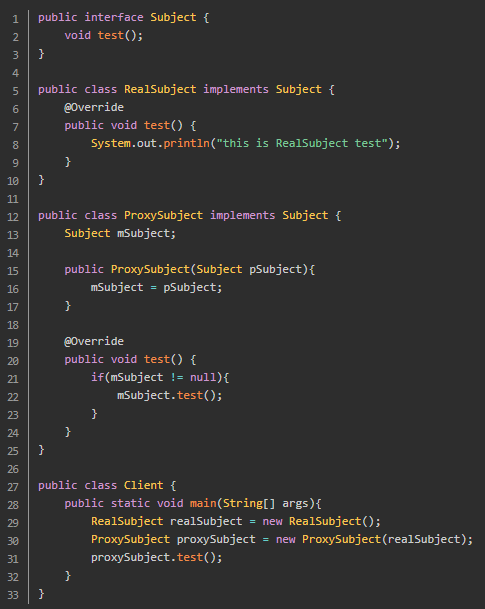 1 public interface Subject {
2     void test();
3 }
4
5 public class RealSubject implements Subject {
6     @Override
7     public void test() {
8         System.out.println("this is RealSubject test");
9     }
10 }
11
12 public class ProxySubject implements Subject {
13     Subject mSubject;
14
15     public ProxySubject(Subject pSubject){
16         mSubject = pSubject;
17     }
18
19     @Override
20     public void test() {
21         if(mSubject != null){
22             mSubject.test();
23         }
24     }
25 }
26
27 public class Client {
28     public static void main(String[] args){
29         RealSubject realSubject = new RealSubject();
30         ProxySubject proxySubject = new ProxySubject(realSubject);
31         proxySubject.test();
32     }
33 }